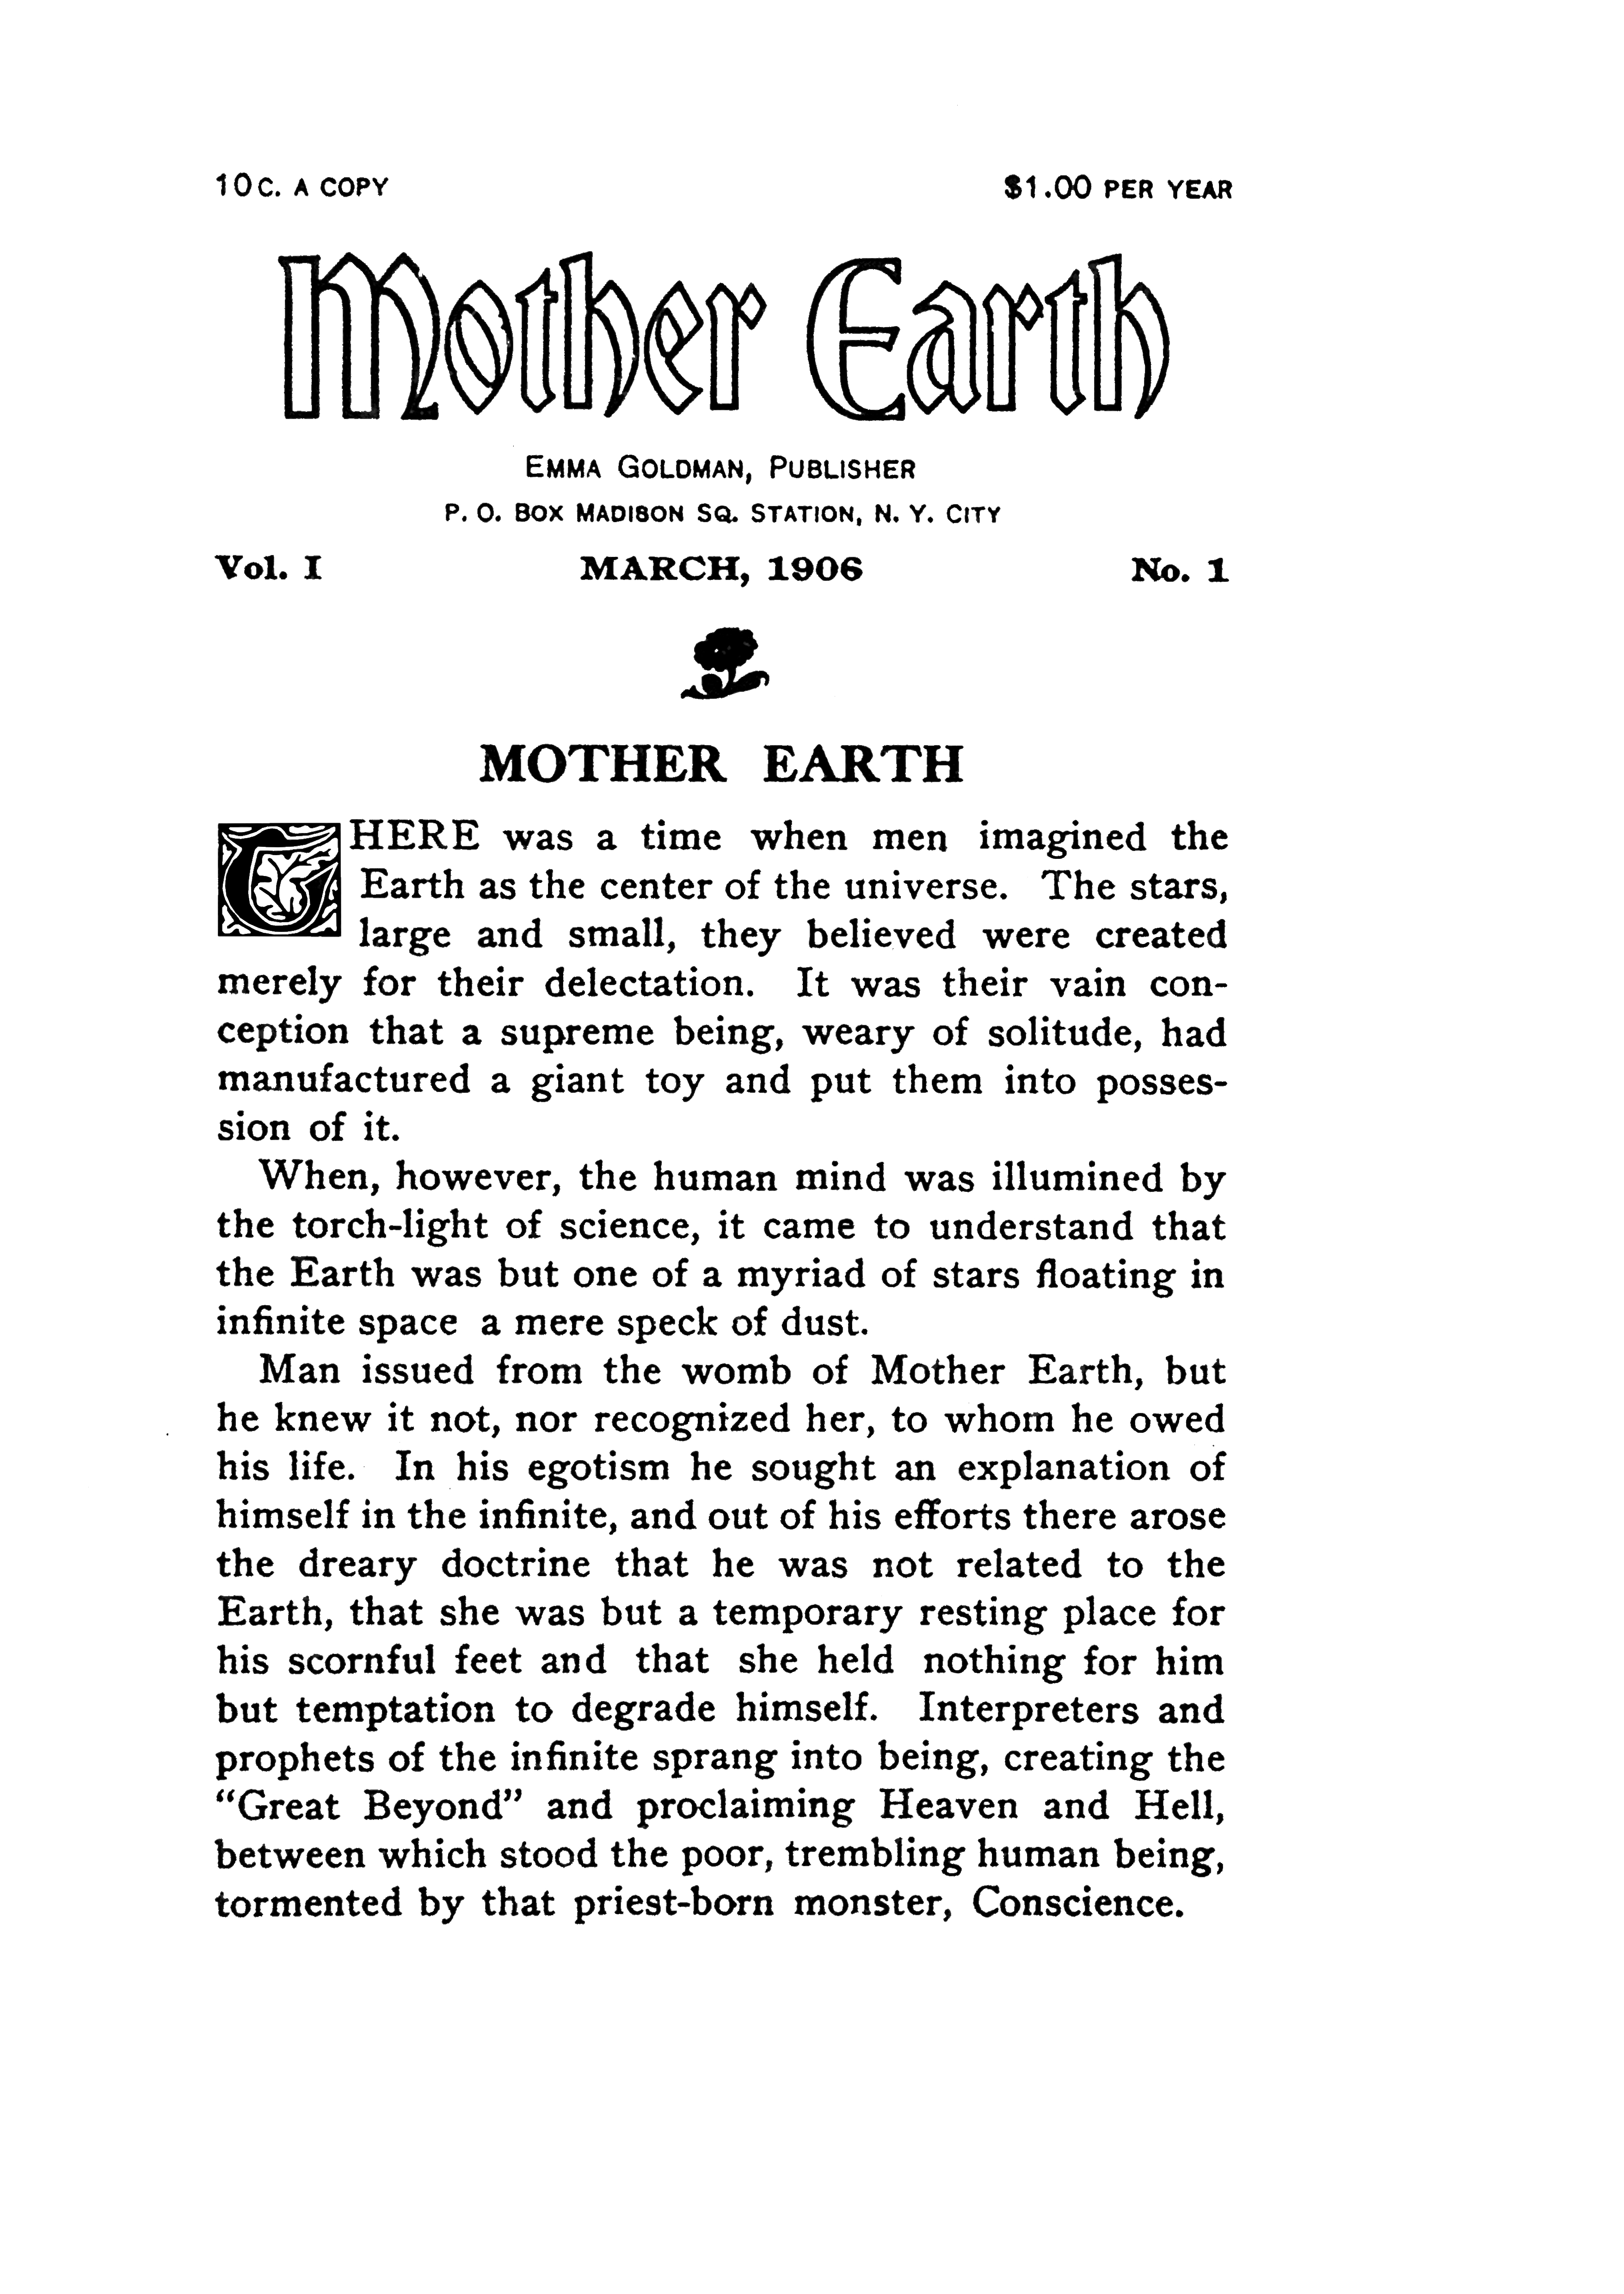 10C. A COPY
$1.00 PER YEAR
Mother Earth
EMMA GOLDMAN, PUBLISHER
P. O. BOX MADISON SQ. STATION, N. Y. CITY
Vol. I MARCH, 1906 No. 1
MOTHER EARTH
THERE was a time when men imagined the
Earth as the center of the universe. The stars,
large and small, they believed were created
merely for their delectation. It was their vain con-
ception that a supreme being, weary of solitude, had
manufactured a giant toy and put them into posses-
sion of it.
When, however, the human mind was illumined by
the torch-light of science, it came to understand that
the Earth was but one of a myriad of stars floating in
infinite space a mere speck of dust.
Man issued from the womb of Mother Earth, but
he knew it not, nor recognized her, to whom he owed
his life. In his egotism he sought an explanation of
himself in the infinite, and out of his efforts there arose
the dreary doctrine that he was not related to the
Earth, that she was but a temporary resting place for
his scornful feet and that she held nothing for him
but temptation to degrade himself. Interpreters and
prophets of the infinite sprang into being, creating the
“Great Beyond” and proclaiming Heaven and Hell,
between which stood the poor, trembling human being,
tormented by that priest-born monster, Conscience.